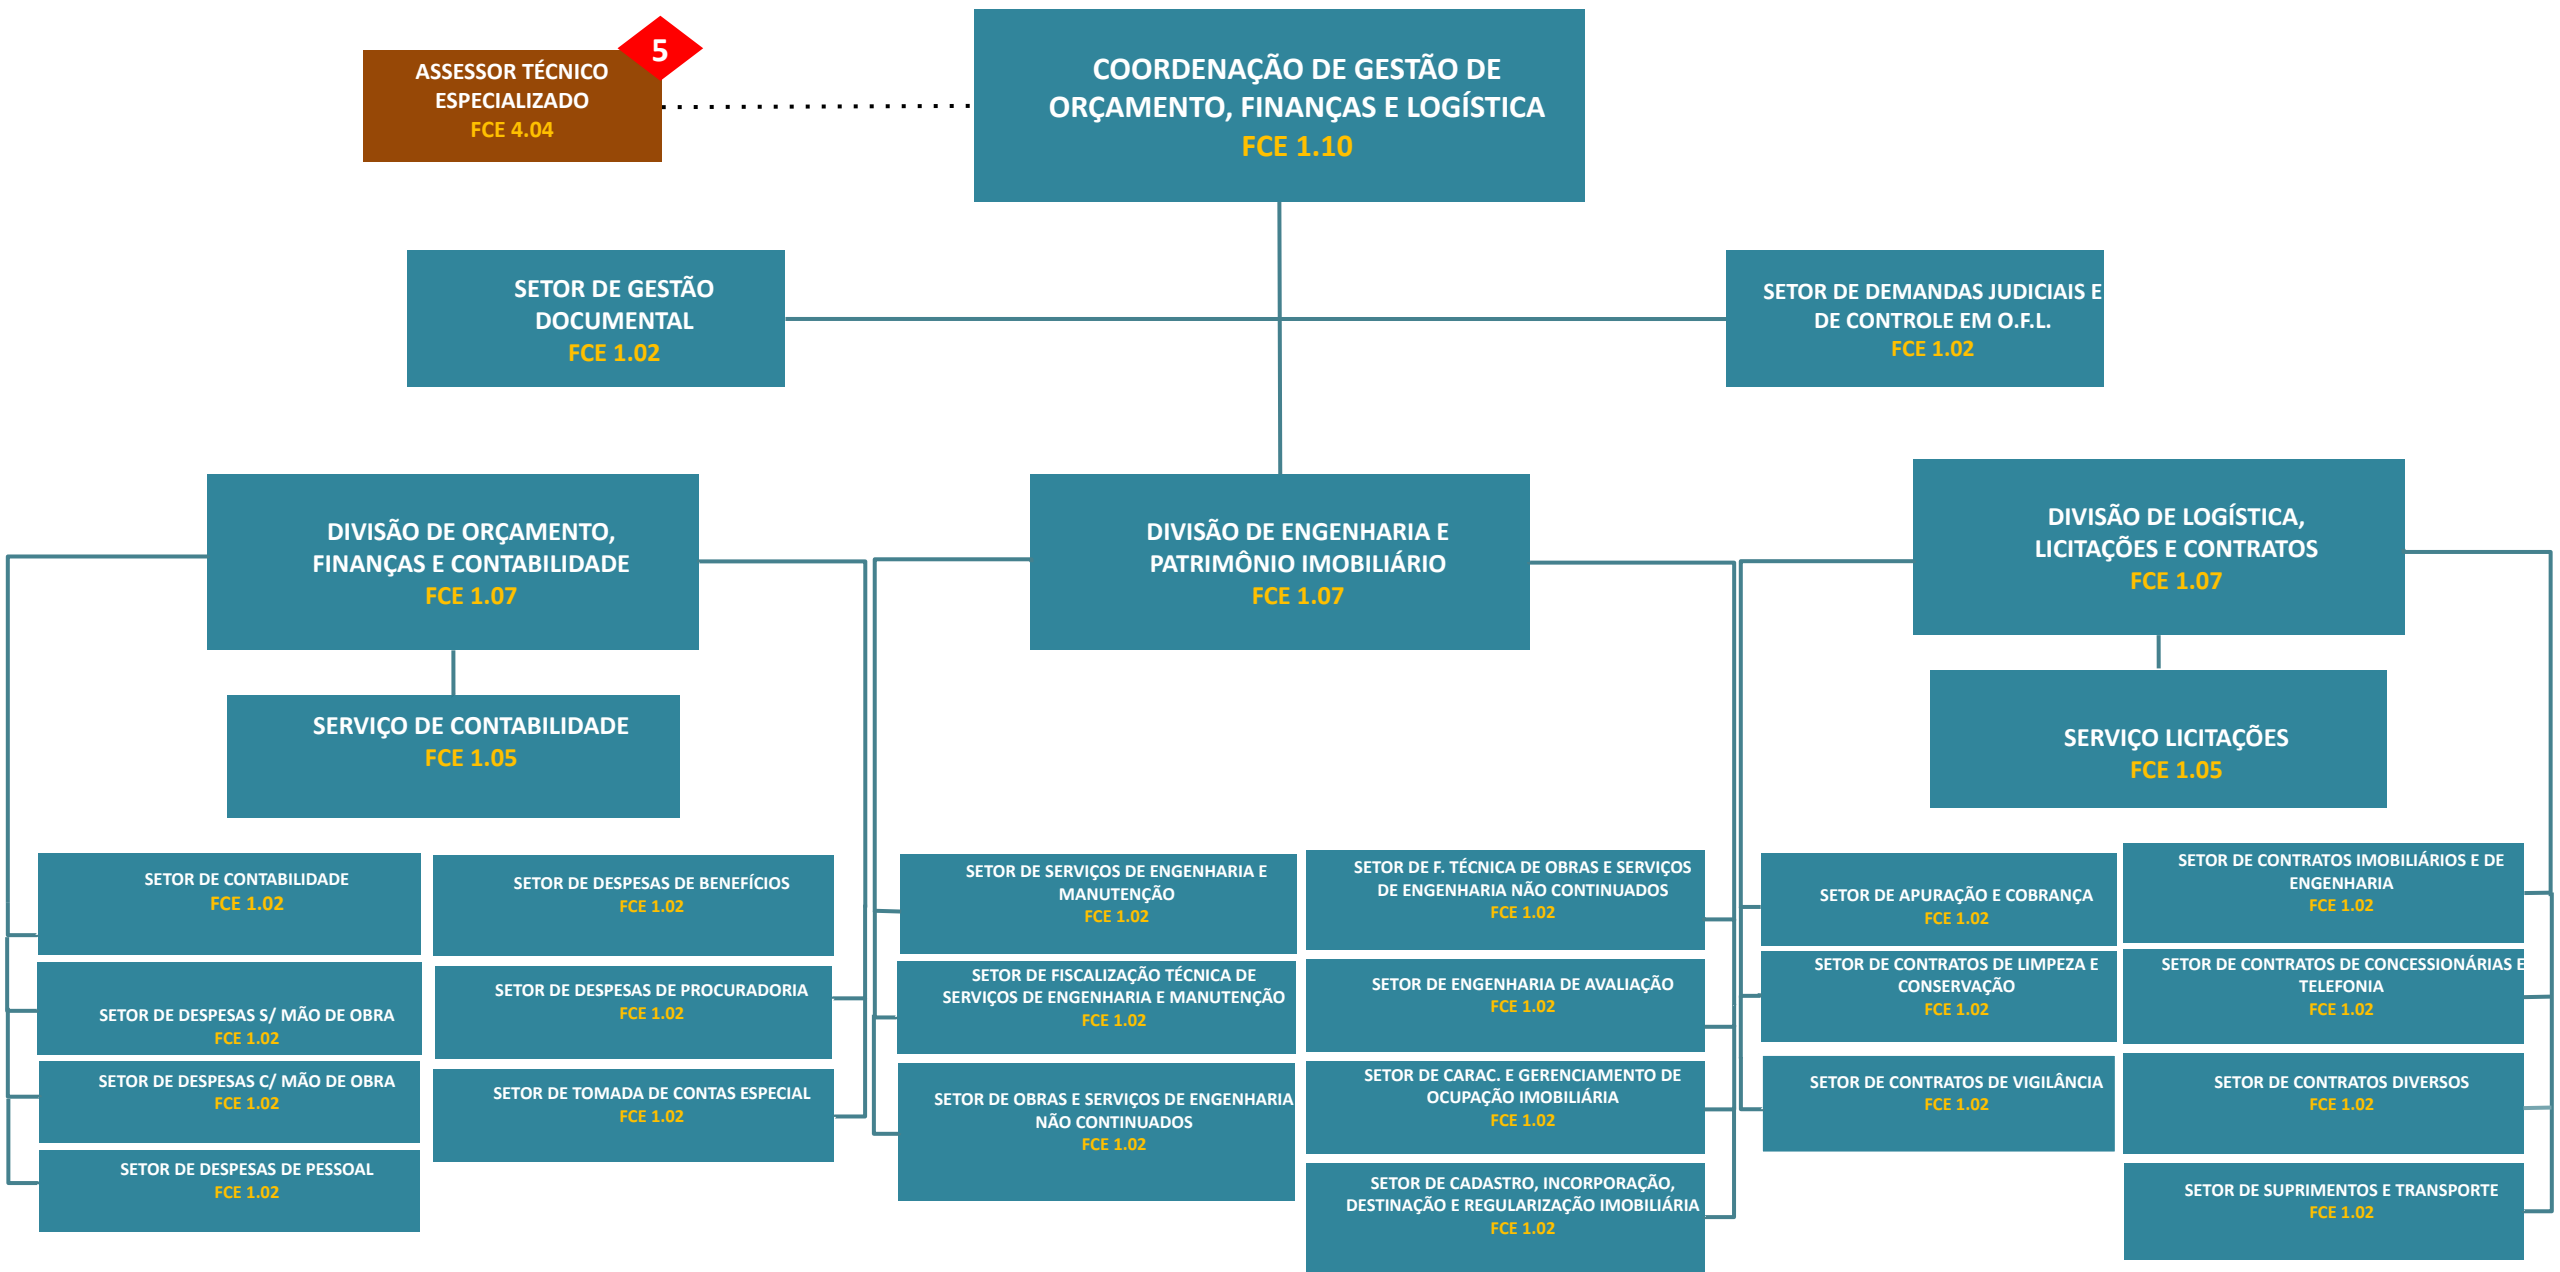 5
ASSESSOR TÉCNICO
ESPECIALIZADO
FCE 4.04
COORDENAÇÃO DE GESTÃO DE
ORÇAMENTO, FINANÇAS E LOGÍSTICA
FCE 1.10
SETOR DE GESTÃO
DOCUMENTAL
FCE 1.02
SETOR DE DEMANDAS JUDICIAIS E
DE CONTROLE EM O.F.L.
FCE 1.02
DIVISÃO DE ORÇAMENTO,
FINANÇAS E CONTABILIDADE
FCE 1.07
DIVISÃO DE ENGENHARIA E
PATRIMÔNIO IMOBILIÁRIO
FCE 1.07
DIVISÃO DE LOGÍSTICA,
LICITAÇÕES E CONTRATOS
FCE 1.07
SERVIÇO DE CONTABILIDADE
FCE 1.05
SERVIÇO LICITAÇÕES
FCE 1.05
SETOR DE CONTABILIDADE
FCE 1.02
SETOR DE DESPESAS S/ MÃO DE OBRA
FCE 1.02
SETOR DE DESPESAS C/ MÃO DE OBRA
FCE 1.02
SETOR DE DESPESAS DE PESSOAL
FCE 1.02
SETOR DE DESPESAS DE BENEFÍCIOS
FCE 1.02
SETOR DE DESPESAS DE PROCURADORIA
FCE 1.02
SETOR DE TOMADA DE CONTAS ESPECIAL
FCE 1.02
SETOR DE SERVIÇOS DE ENGENHARIA E
MANUTENÇÃO
FCE 1.02
SETOR DE FISCALIZAÇÃO TÉCNICA DE
SERVIÇOS DE ENGENHARIA E MANUTENÇÃO
FCE 1.02
SETOR DE OBRAS E SERVIÇOS DE ENGENHARIA
NÃO CONTINUADOS
FCE 1.02
SETOR DE F. TÉCNICA DE OBRAS E SERVIÇOS
DE ENGENHARIA NÃO CONTINUADOS
FCE 1.02
SETOR DE ENGENHARIA DE AVALIAÇÃO
FCE 1.02
SETOR DE CARAC. E GERENCIAMENTO DE
OCUPAÇÃO IMOBILIÁRIA
FCE 1.02
SETOR DE CADASTRO, INCORPORAÇÃO,
DESTINAÇÃO E REGULARIZAÇÃO IMOBILIÁRIA
FCE 1.02
SETOR DE APURAÇÃO E COBRANÇA
FCE 1.02
SETOR DE CONTRATOS DE LIMPEZA E
CONSERVAÇÃO
FCE 1.02
SETOR DE CONTRATOS DE VIGILÂNCIA
FCE 1.02
SETOR DE CONTRATOS IMOBILIÁRIOS E DE
ENGENHARIA
FCE 1.02
SETOR DE CONTRATOS DE CONCESSIONÁRIAS E
TELEFONIA
FCE 1.02
SETOR DE CONTRATOS DIVERSOS
FCE 1.02
SETOR DE SUPRIMENTOS E TRANSPORTE
FCE 1.02